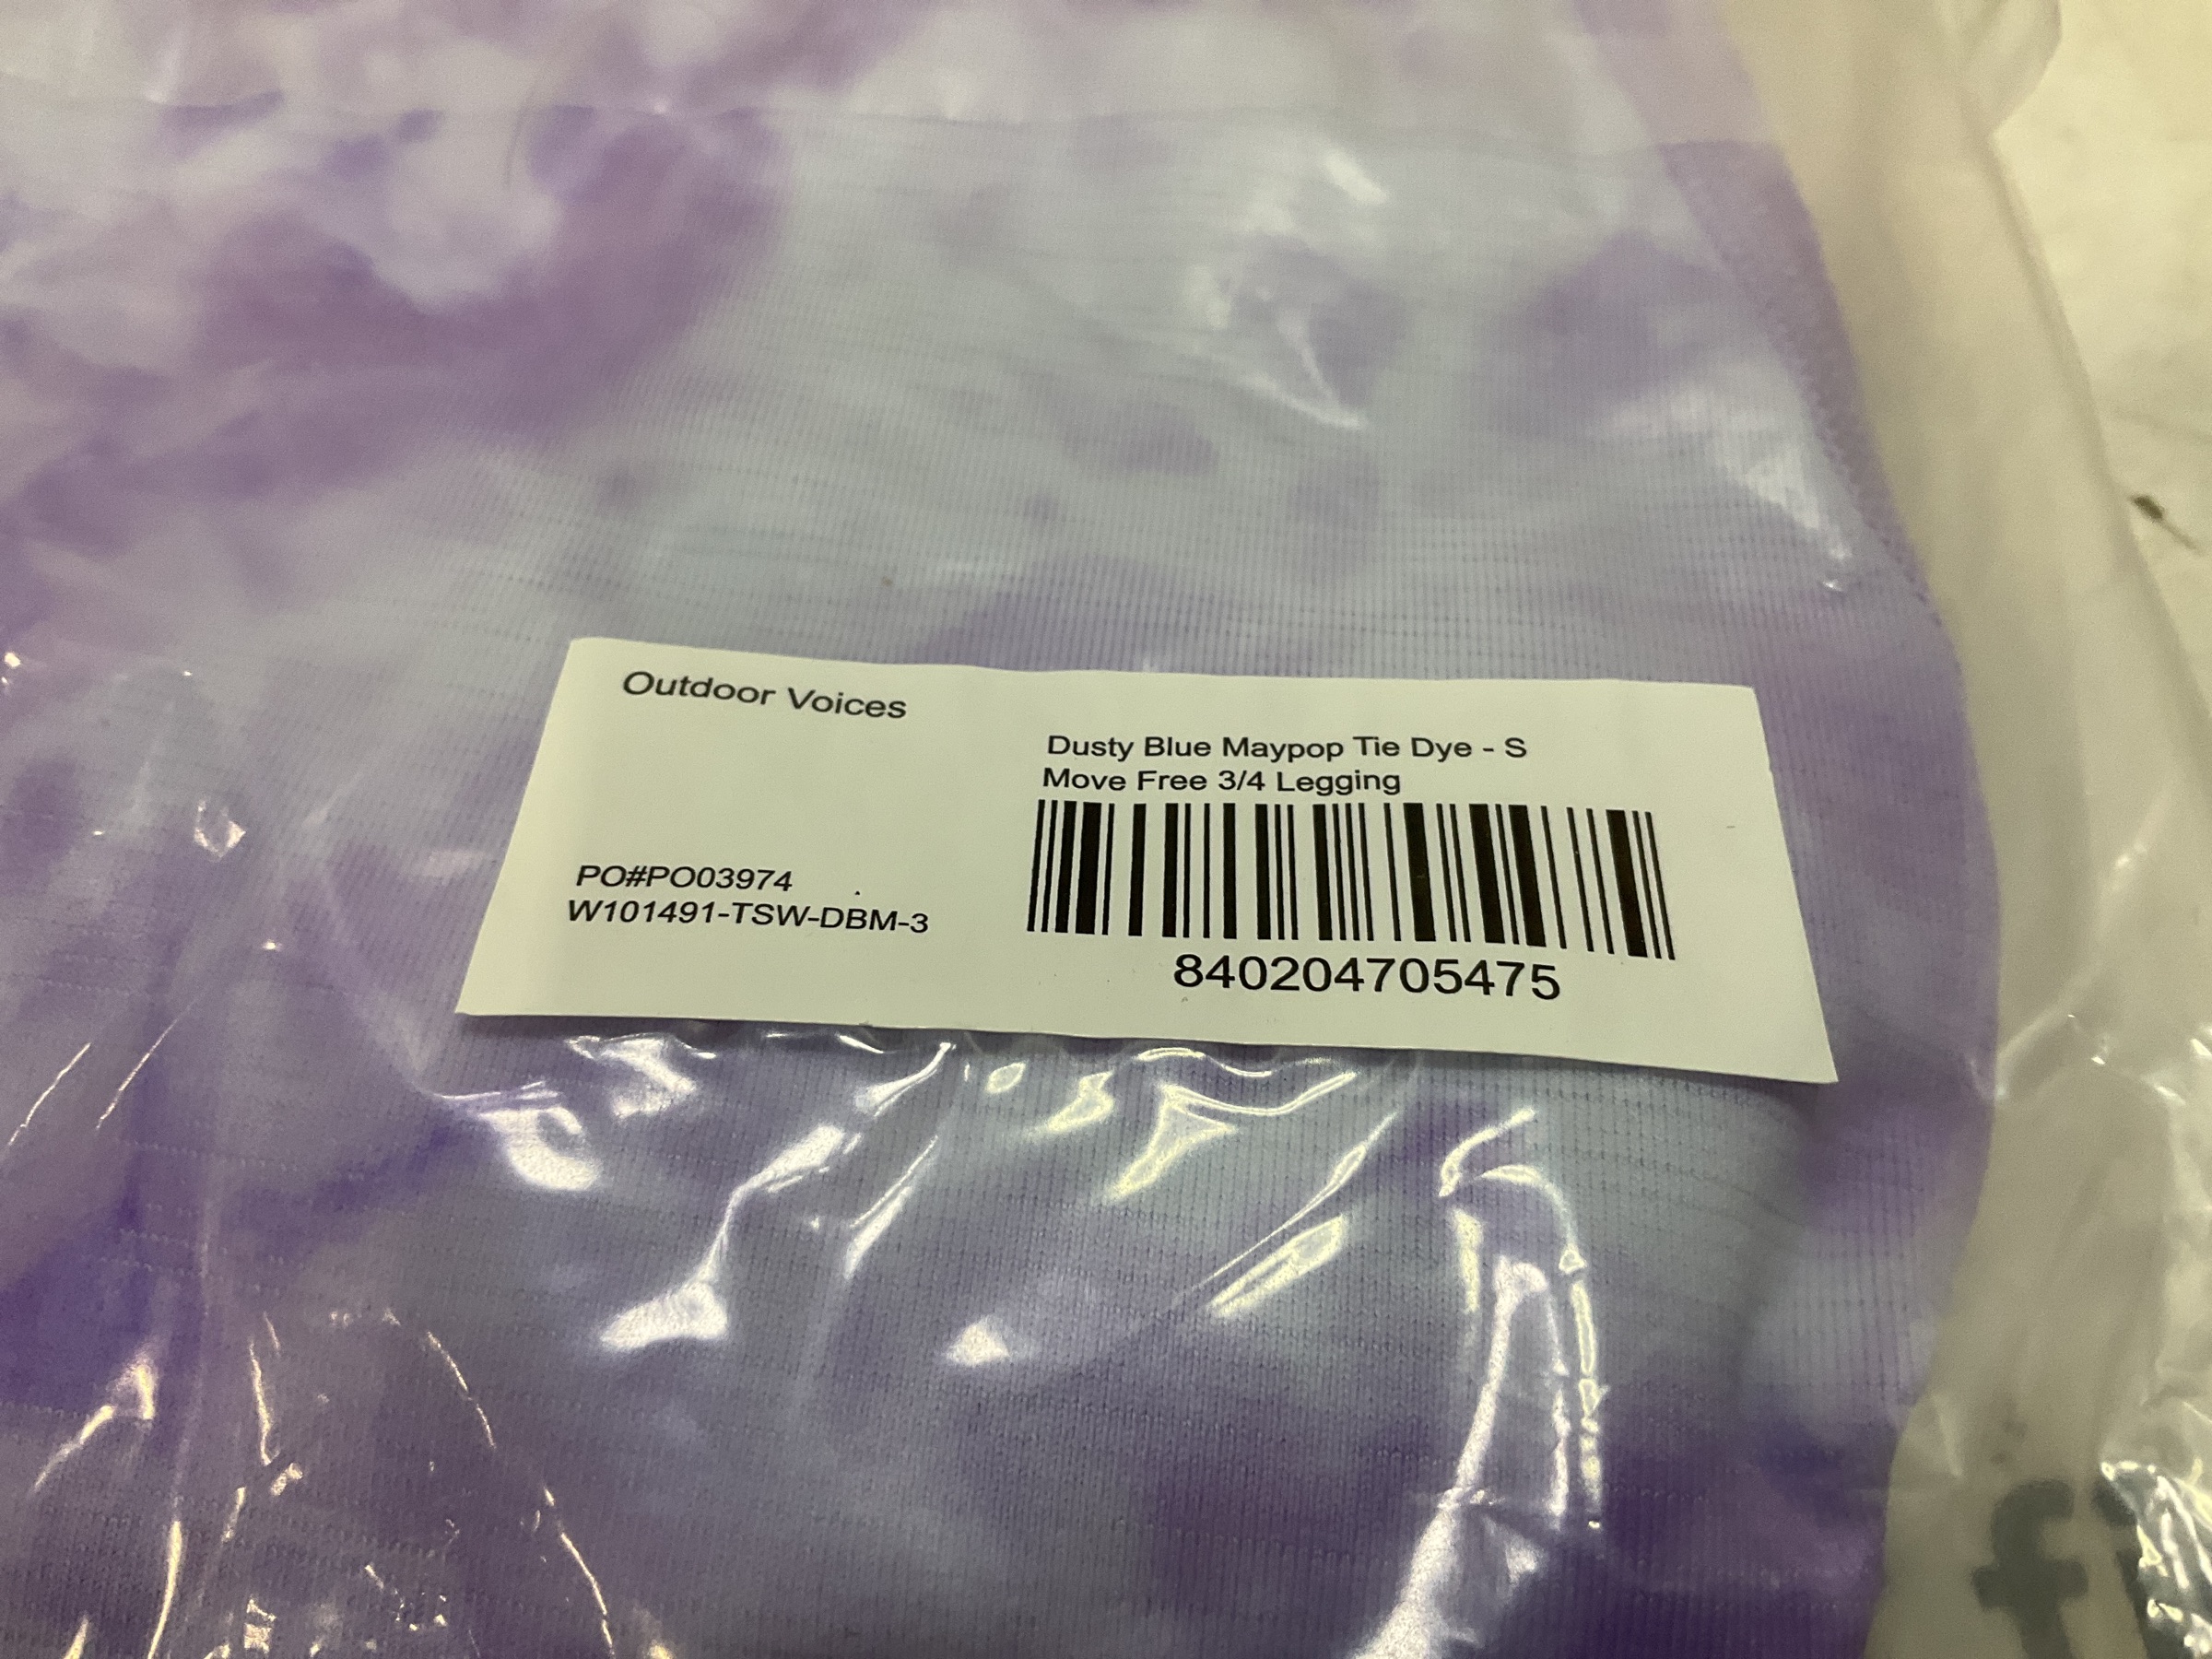 Outdoor Voices
Dusty Blue Maypop Tie Dye - S
Move Free 3/4 Legging
PO#PO03974
W101491-TSW-DBM-3
840204705475